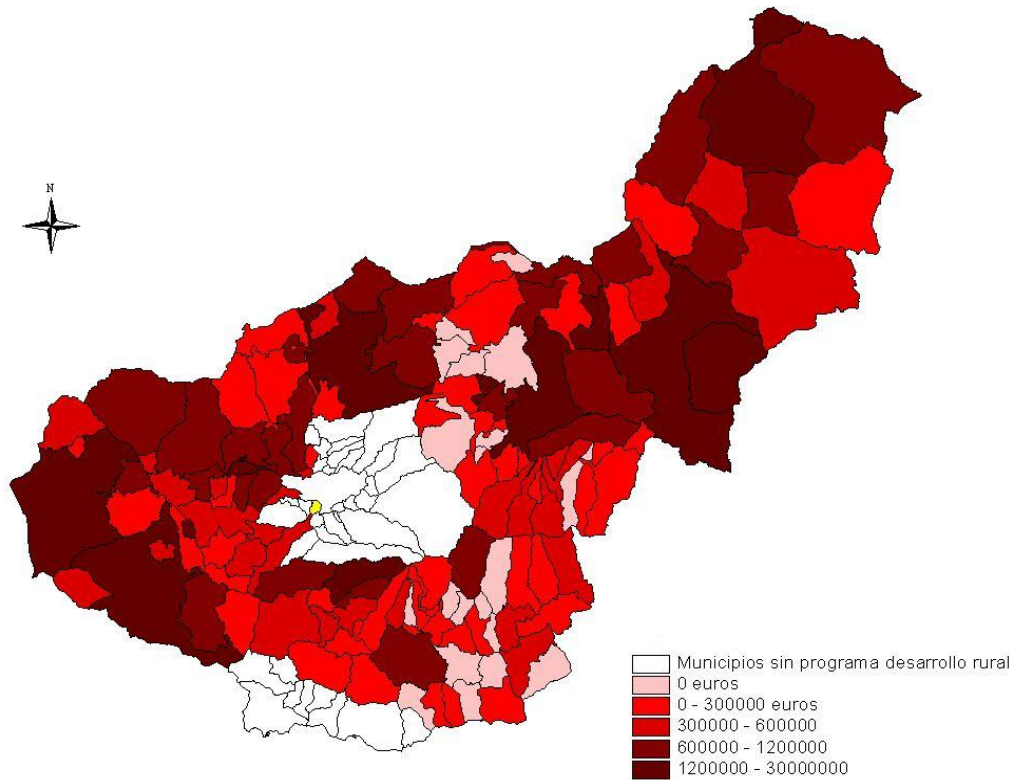 N
Municipios sin programa desarrollo rural
0 euros
0 - 300000 euros
300000 - 600000
600000 - 1200000
1200000 - 30000000